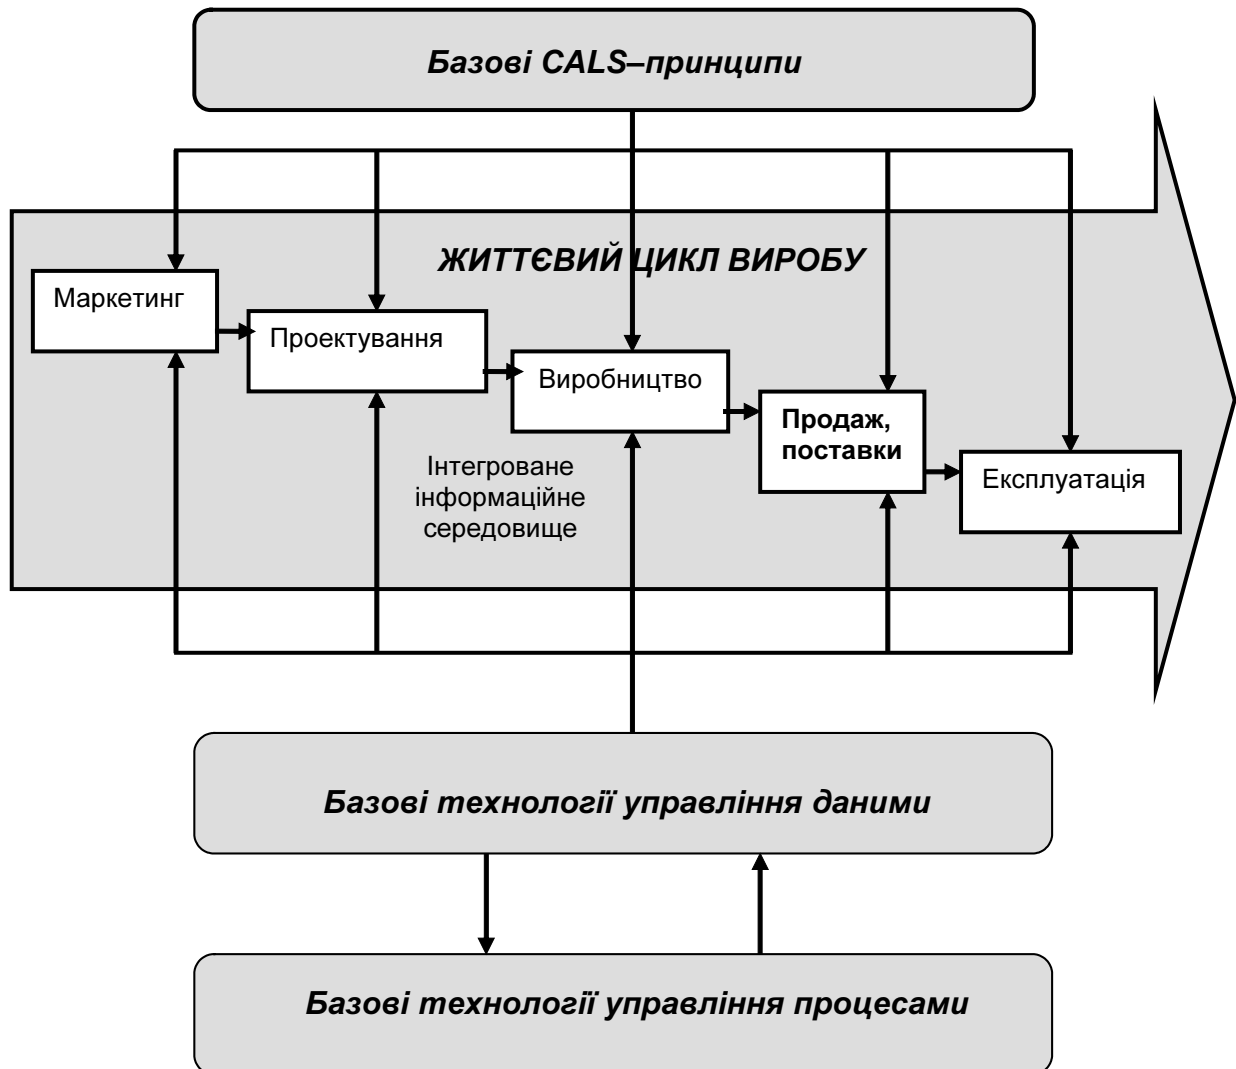 Базові CALS–принципи
ЖИТТЄВИЙ ЦИКЛ ВИРОБУ
Маркетинг
Проектування
Виробництво
Продаж,
поставки
Експлуатація
Інтегроване
інформаційне
середовище
Базові технології управління даними
Базові технології управління процесами